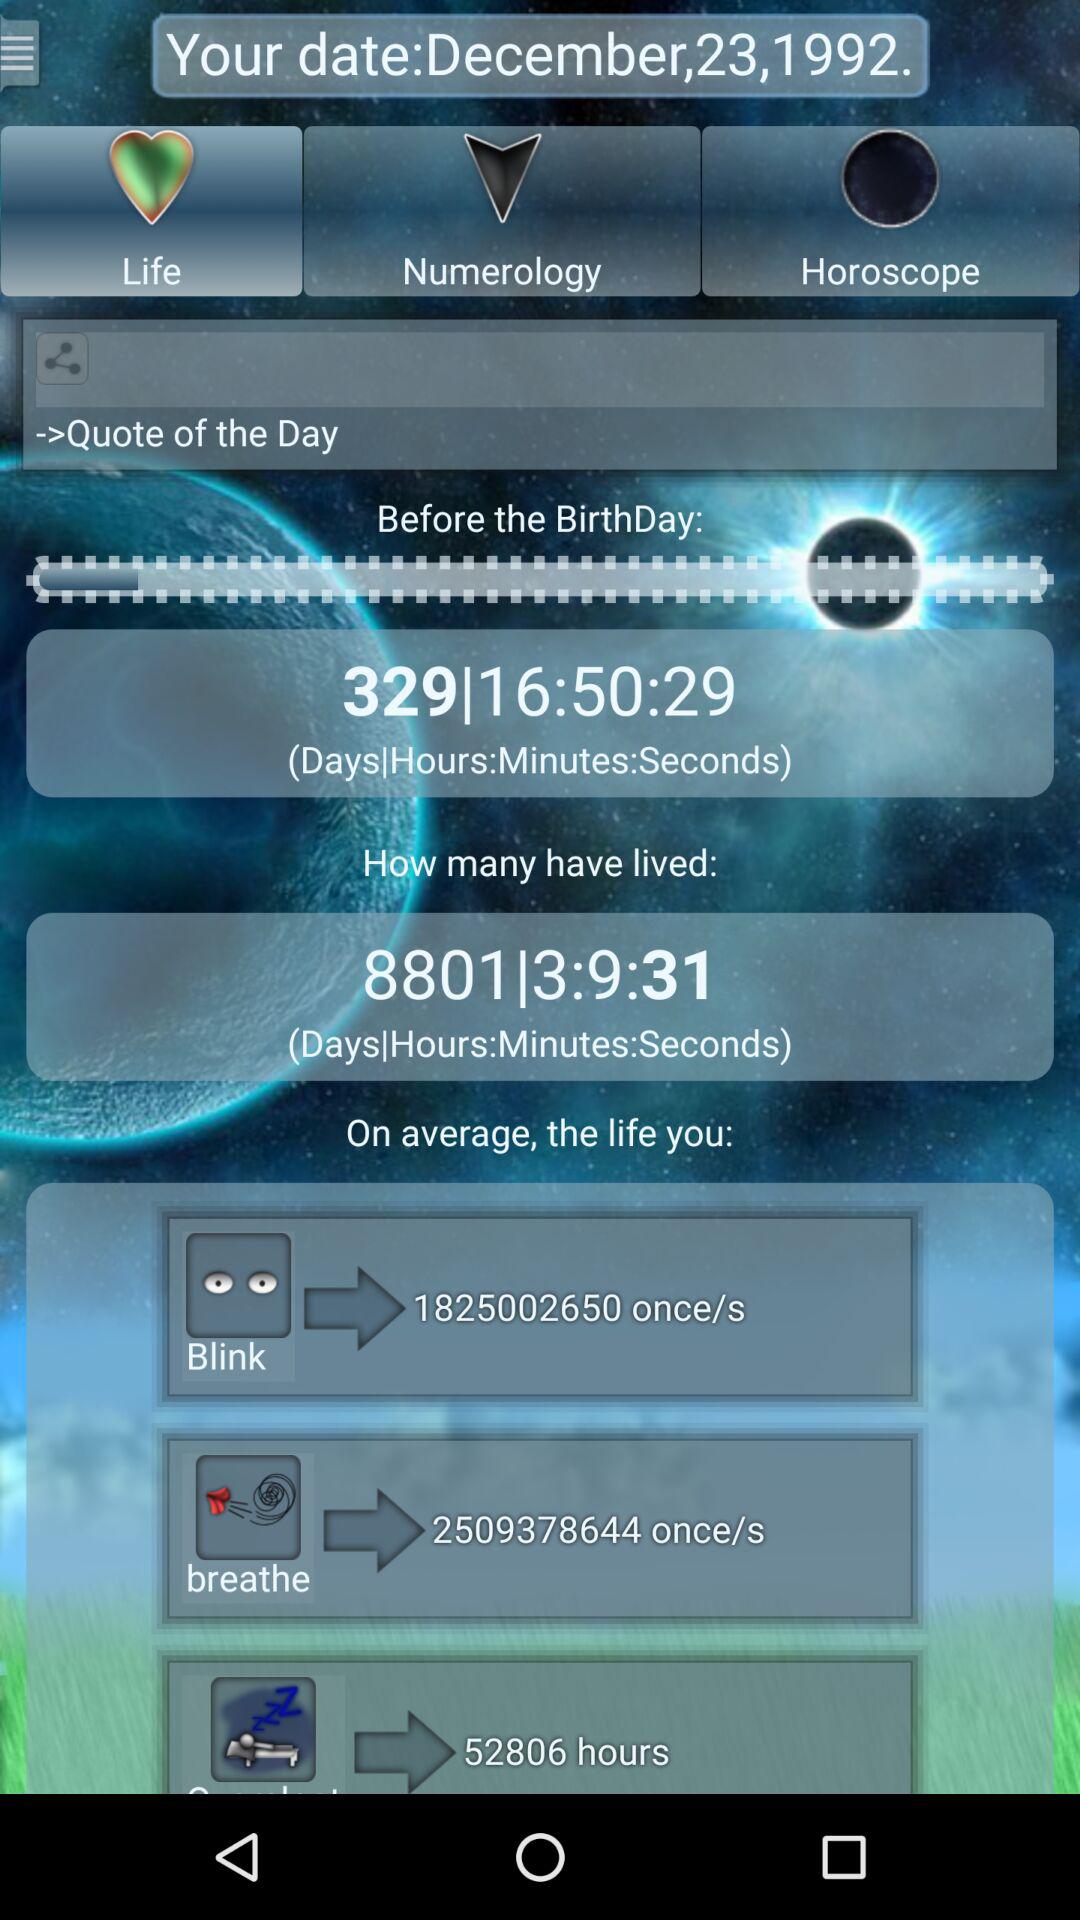 Your date:December,23,1992.
Life
Numerology
Horoscope
->Quote of the Day
Before the BirthDay:
329|16:50:29
(Days|Hours:Minutes:Seconds)
How many have lived:
8801|3:9:31
(Days|Hours:Minutes:Seconds)
On average, the life you:
1825002650 once/s
Blink
2509378644 once/s
breathe
52806 hours